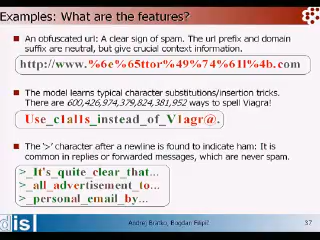 Examples: What are the features?
An obfuscated url: A clear sign of spam. The url prefix and domain
suffix are neutral, but give crucial context information.
http://www.%6e%65ttor%49%74%61l%4b.com
The model learns typical character substitutions/insertion tricks.
There are 600,426,974,379,824,381,952 ways to spell Viagra!
Use_c1al1s_instead_of_V1agr@.
The '>' character after a newline is found to indicate ham: It is
common in replies or forwarded messages, which are never spam.
>_It's_quite_clear_that...
>_all_advertisement_to...
>_personal_email_by...
dis
Andrej Bratko, Bogdan Filipič
37